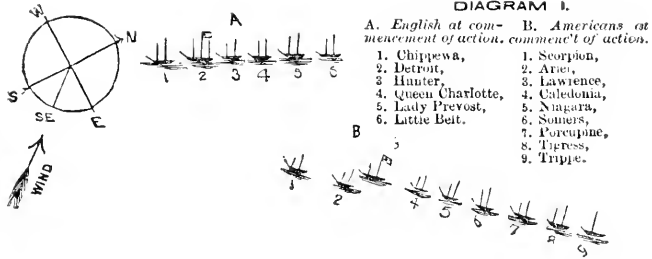 DIAGRAM I.
A. English at com- B. Americans at
mencement of action. commenc't of action.
1. Chippewa, 1. Scorpion,
2. Detroit, 2. Ariel,
3 Hunter, 3. Lawrence,
4. Queen Charlotte, 4. Caledonia,
5. Lady Prevost, 5. Niagara,
6. Little Belt. 6. Somers,
7. Porcupine,
8. Tigress,
9. Trippe.
W
N
S
SE
E
WIND
A
1 2 3 4 5 6
B
3
1 2 4 5 6 7 8 9